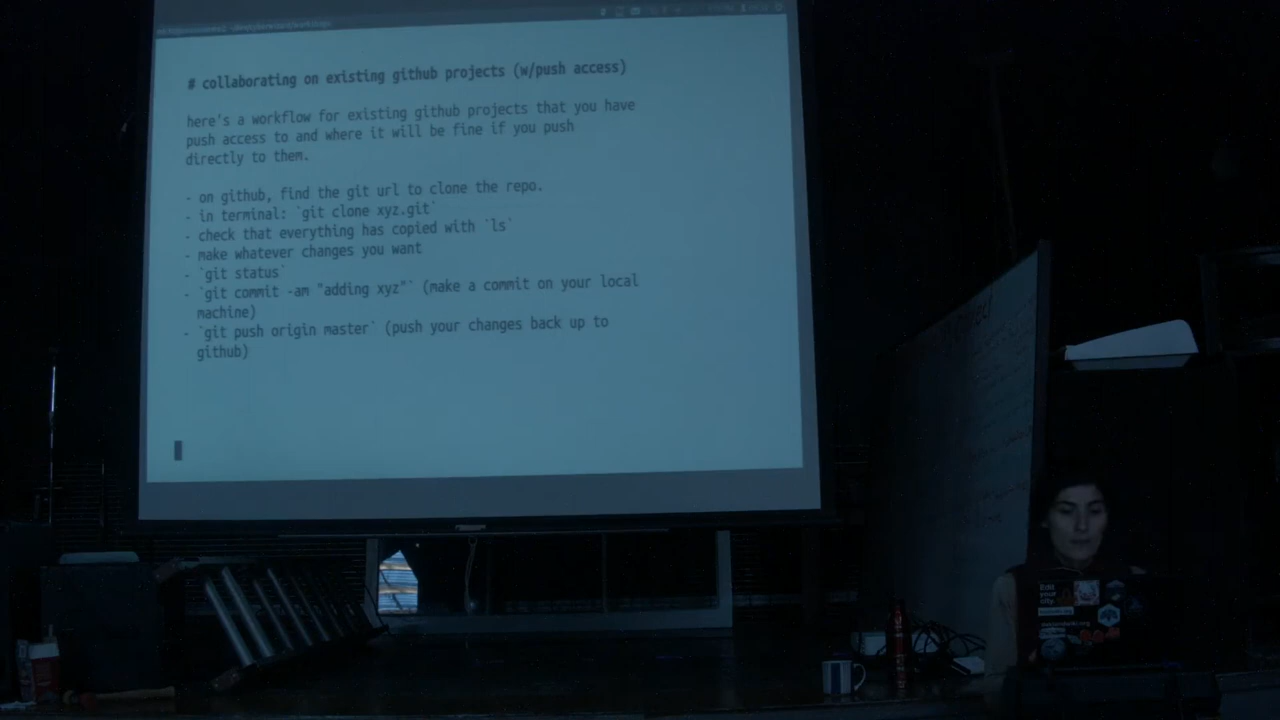 # collaborating on existing github projects (w/push access)
here's a workflow for existing github projects that you have
push access to and where it will be fine if you push
directly to them.
- on github, find the git url to clone the repo.
- in terminal: `git clone xyz.git`
- check that everything has copied with `ls`
- make whatever changes you want
- `git status`
- `git commit -am "adding xyz"` (make a commit on your local
machine)
- `git push origin master` (push your changes back up to
github)
Edit
your
city